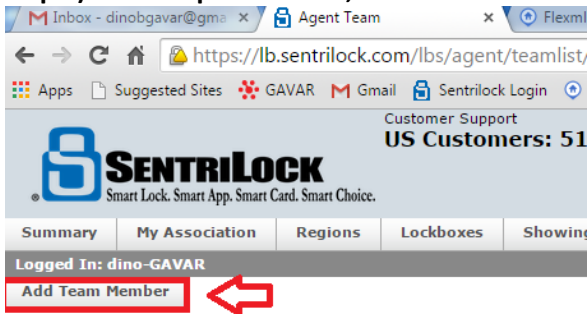 Inbox - dinobgavar@gma
Agent Team
Flexml
https://lb.sentrilock.com/lbs/agent/teamlist/
Apps Suggested Sites GAVAR Gmail Sentrilock Login
Customer Support
US Customers: 51
SENTRILOCK
®
Smart Lock. Smart App. Smart Card. Smart Choice.
Summary My Association Regions Lockboxes Showing
Logged In: dino-GAVAR
Add Team Member